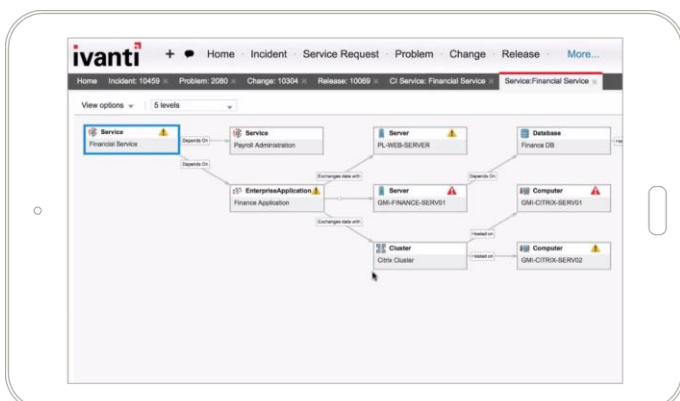 ivanti
+ Home Incident Service Request Problem Change Release More...
Home Incident: 10459 × Problem: 2080 × Change: 10304 × Release: 10069 × CI Service: Financial Service × Service:Financial Service ×
View options 5 levels
Service
Financial Service
Depends On
Service
Payroll Administration
Server
PL-WEB-SERVER
Database
Finance DB
Depends On
Exchanges data with
Depends On
EnterpriseApplication
Finance Application
Server
GMI-FINANCE-SERV01
Computer
GMI-CITRIX-SERV01
Exchanges data with
Hosted on
Cluster
Citrix Cluster
Hosted on
Computer
GMI-CITRIX-SERV02